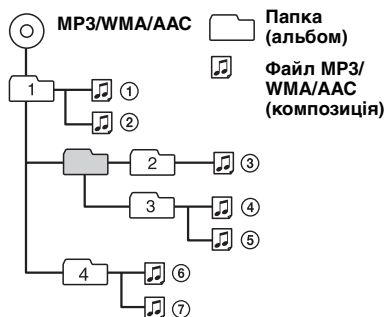 MP3/WMA/AAC
Папка
(альбом)
Файл MP3/
WMA/AAC
(композиція)
1
①
②
2
③
3
④
⑤
4
⑥
⑦